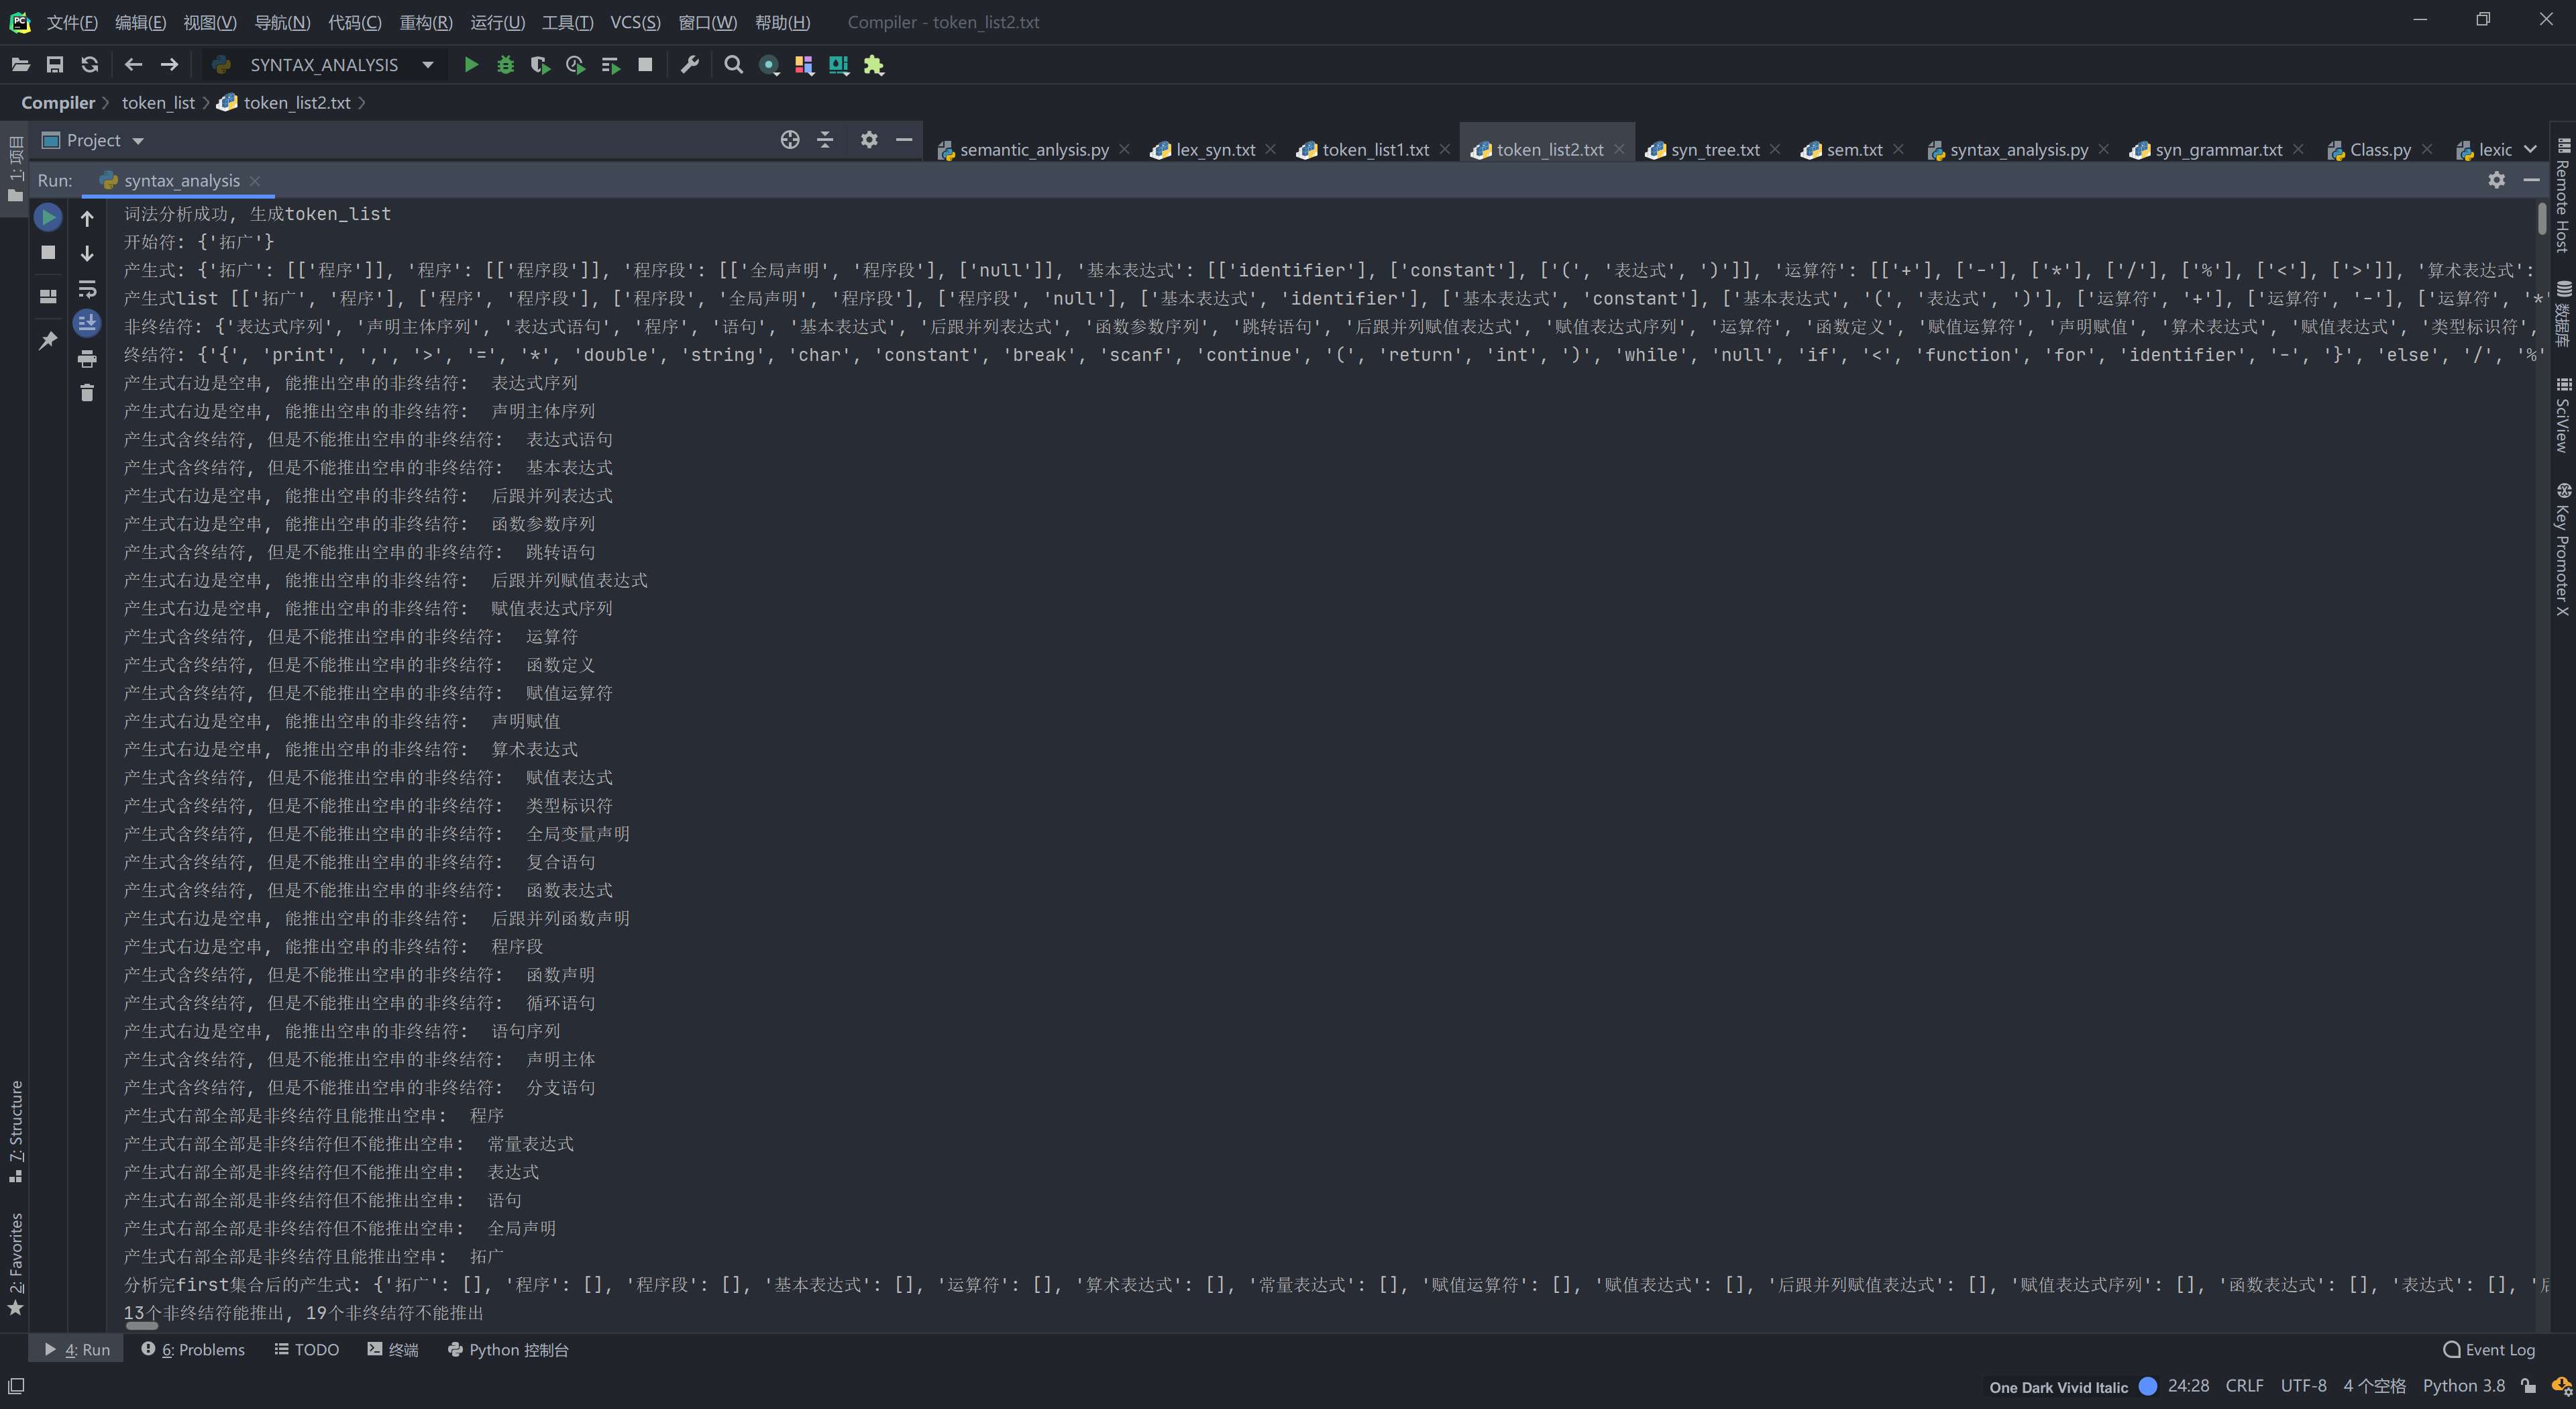 文件(F) 编辑(E) 视图(V) 导航(N) 代码(C) 重构(R) 运行(U) 工具(T) VCS(S) 窗口(W) 帮助(H) Compiler - token_list2.txt
SYNTAX_ANALYSIS
Compiler token_list token_list2.txt
1: 项目
Project
semantic_anlysis.py lex_syn.txt token_list1.txt token_list2.txt syn_tree.txt sem.txt syntax_analysis.py syn_grammar.txt Class.py lexic
Run: syntax_analysis
词法分析成功, 生成token_list
开始符: {'拓广'}
产生式: {'拓广': [['程序']], '程序': [['程序段']], '程序段': [['全局声明', '程序段'], ['null']], '基本表达式': [['identifier'], ['constant'], ['(', '表达式', ')']], '运算符': [['+'], ['-'], ['*'], ['/'], ['%'], ['<'], ['>']], '算术表达式':
产生式list [['拓广', '程序'], ['程序', '程序段'], ['程序段', '全局声明', '程序段'], ['程序段', 'null'], ['基本表达式', 'identifier'], ['基本表达式', 'constant'], ['基本表达式', '(', '表达式', ')'], ['运算符', '+'], ['运算符', '-'], ['运算符', '*'
非终结符: {'表达式序列', '声明主体序列', '表达式语句', '程序', '语句', '基本表达式', '后跟并列表达式', '函数参数序列', '跳转语句', '后跟并列赋值表达式', '赋值表达式序列', '运算符', '函数定义', '赋值运算符', '声明赋值', '算术表达式', '赋值表达式', '类型标识符',
终结符: {'{', 'print', ',', '>', '=', '*', 'double', 'string', 'char', 'constant', 'break', 'scanf', 'continue', '(', 'return', 'int', ')', 'while', 'null', 'if', '<', 'function', 'for', 'identifier', '-', '}', 'else', '/', '%'
产生式右边是空串, 能推出空串的非终结符: 表达式序列
产生式右边是空串, 能推出空串的非终结符: 声明主体序列
产生式含终结符, 但是不能推出空串的非终结符: 表达式语句
产生式含终结符, 但是不能推出空串的非终结符: 基本表达式
产生式右边是空串, 能推出空串的非终结符: 后跟并列表达式
产生式右边是空串, 能推出空串的非终结符: 函数参数序列
产生式含终结符, 但是不能推出空串的非终结符: 跳转语句
产生式右边是空串, 能推出空串的非终结符: 后跟并列赋值表达式
产生式右边是空串, 能推出空串的非终结符: 赋值表达式序列
产生式含终结符, 但是不能推出空串的非终结符: 运算符
产生式含终结符, 但是不能推出空串的非终结符: 函数定义
产生式含终结符, 但是不能推出空串的非终结符: 赋值运算符
产生式右边是空串, 能推出空串的非终结符: 声明赋值
产生式右边是空串, 能推出空串的非终结符: 算术表达式
产生式含终结符, 但是不能推出空串的非终结符: 赋值表达式
产生式含终结符, 但是不能推出空串的非终结符: 类型标识符
产生式含终结符, 但是不能推出空串的非终结符: 全局变量声明
产生式含终结符, 但是不能推出空串的非终结符: 复合语句
产生式含终结符, 但是不能推出空串的非终结符: 函数表达式
产生式右边是空串, 能推出空串的非终结符: 后跟并列函数声明
产生式右边是空串, 能推出空串的非终结符: 程序段
产生式含终结符, 但是不能推出空串的非终结符: 函数声明
产生式含终结符, 但是不能推出空串的非终结符: 循环语句
产生式右边是空串, 能推出空串的非终结符: 语句序列
产生式含终结符, 但是不能推出空串的非终结符: 声明主体
产生式含终结符, 但是不能推出空串的非终结符: 分支语句
产生式右部全部是非终结符且能推出空串: 程序
产生式右部全部是非终结符但不能推出空串: 常量表达式
产生式右部全部是非终结符但不能推出空串: 表达式
产生式右部全部是非终结符但不能推出空串: 语句
产生式右部全部是非终结符但不能推出空串: 全局声明
产生式右部全部是非终结符且能推出空串: 拓广
分析完first集合后的产生式: {'拓广': [], '程序': [], '程序段': [], '基本表达式': [], '运算符': [], '算术表达式': [], '常量表达式': [], '赋值运算符': [], '赋值表达式': [], '后跟并列赋值表达式': [], '赋值表达式序列': [], '函数表达式': [], '表达式': [], '后
13个非终结符能推出, 19个非终结符不能推出
7: Structure
2: Favorites
Remote Host
数据库
SciView
Key Promoter X
4: Run 6: Problems TODO 终端 Python 控制台 Event Log
One Dark Vivid Italic 24:28 CRLF UTF-8 4 个空格 Python 3.8